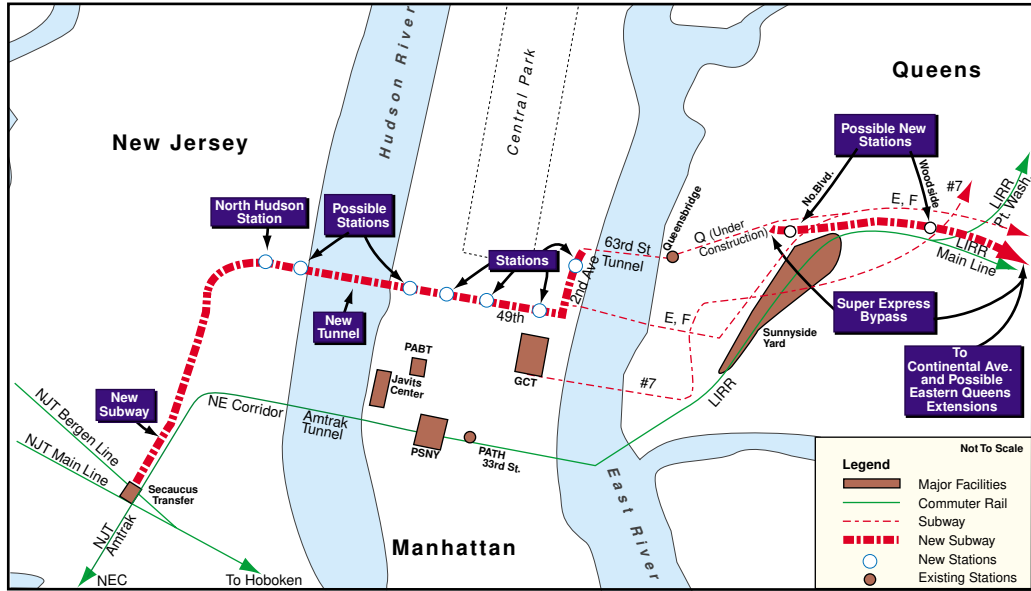 New Jersey
Hudson River
Central Park
Queens
Manhattan
East River
North Hudson
Station
Possible
Stations
Stations
New
Tunnel
New
Subway
Possible New
Stations
Super Express
Bypass
To
Continental Ave.
and Possible
Eastern Queens
Extensions
49th
2nd Ave
63rd St
Tunnel
Queensbridge
Q (Under
Construction)
No.Blvd.
Woodside
E, F
#7
LIRR
Pt. Wash
LIRR
Main Line
E, F
#7
LIRR
Sunnyside
Yard
GCT
PABT
Javits
Center
PSNY
PATH
33rd St.
NE Corridor
Amtrak
Tunnel
NJT Bergen Line
NJT Main Line
Secaucus
Transfer
NJT
Amtrak
NEC
To Hoboken
Not To Scale
Legend
Major Facilities
Commuter Rail
Subway
New Subway
New Stations
Existing Stations